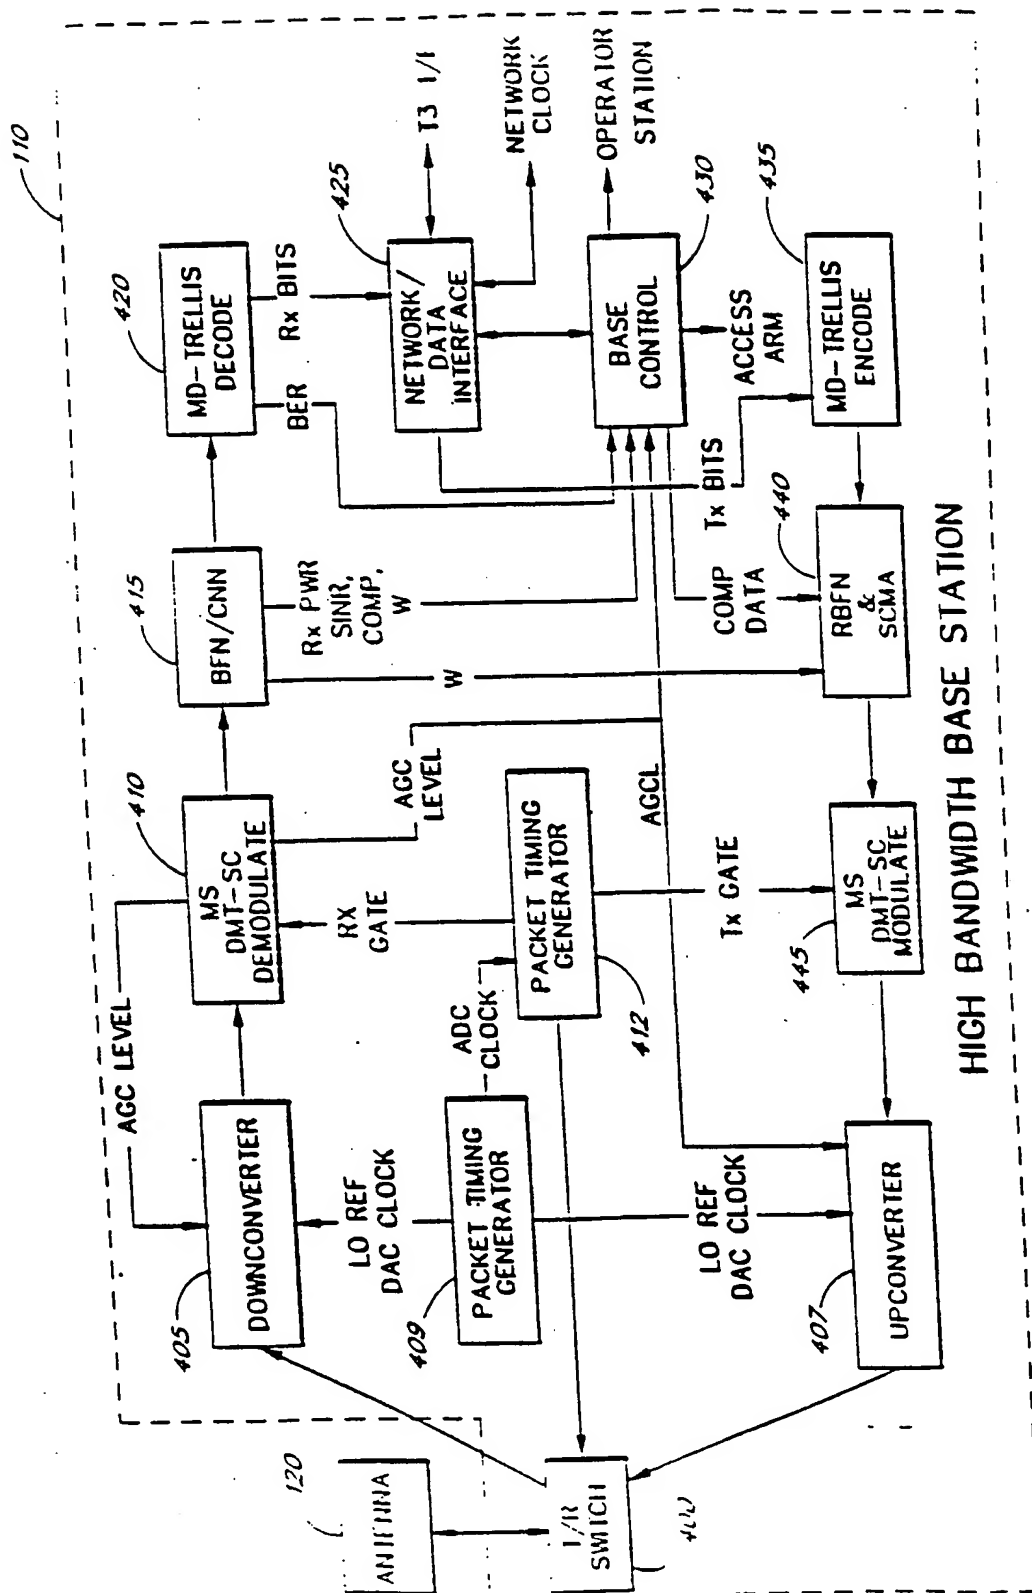 110
ANTENNA
120
T/R
SWITCH
400
DOWNCONVERTER
405
AGC LEVEL
MS
DMT-SC
DEMODULATE
410
BFN/CNN
415
MD-TRELLIS
DECODE
420
LO REF
DAC CLOCK
PACKET TIMING
GENERATOR
409
ADC
CLOCK
RX
GATE
PACKET TIMING
GENERATOR
412
AGC
LEVEL
Rx PWR
SINR,
COMP,
W
W
BER
Rx BITS
NETWORK/
DATA
INTERFACE
425
T3 I/F
NETWORK
CLOCK
BASE
CONTROL
430
OPERATOR
STATION
ACCESS
ARM
AGCL
COMP
DATA
Tx BITS
MD-TRELLIS
ENCODE
435
RBFN
&
SCMA
440
Tx GATE
MS
DMT-SC
MODULATE
445
LO REF
DAC CLOCK
UPCONVERTER
407
HIGH BANDWIDTH BASE STATION